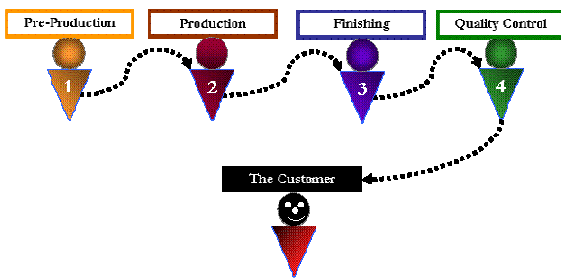 Pre-Production
Production
Finishing
Quality Control
1
2
3
4
The Customer